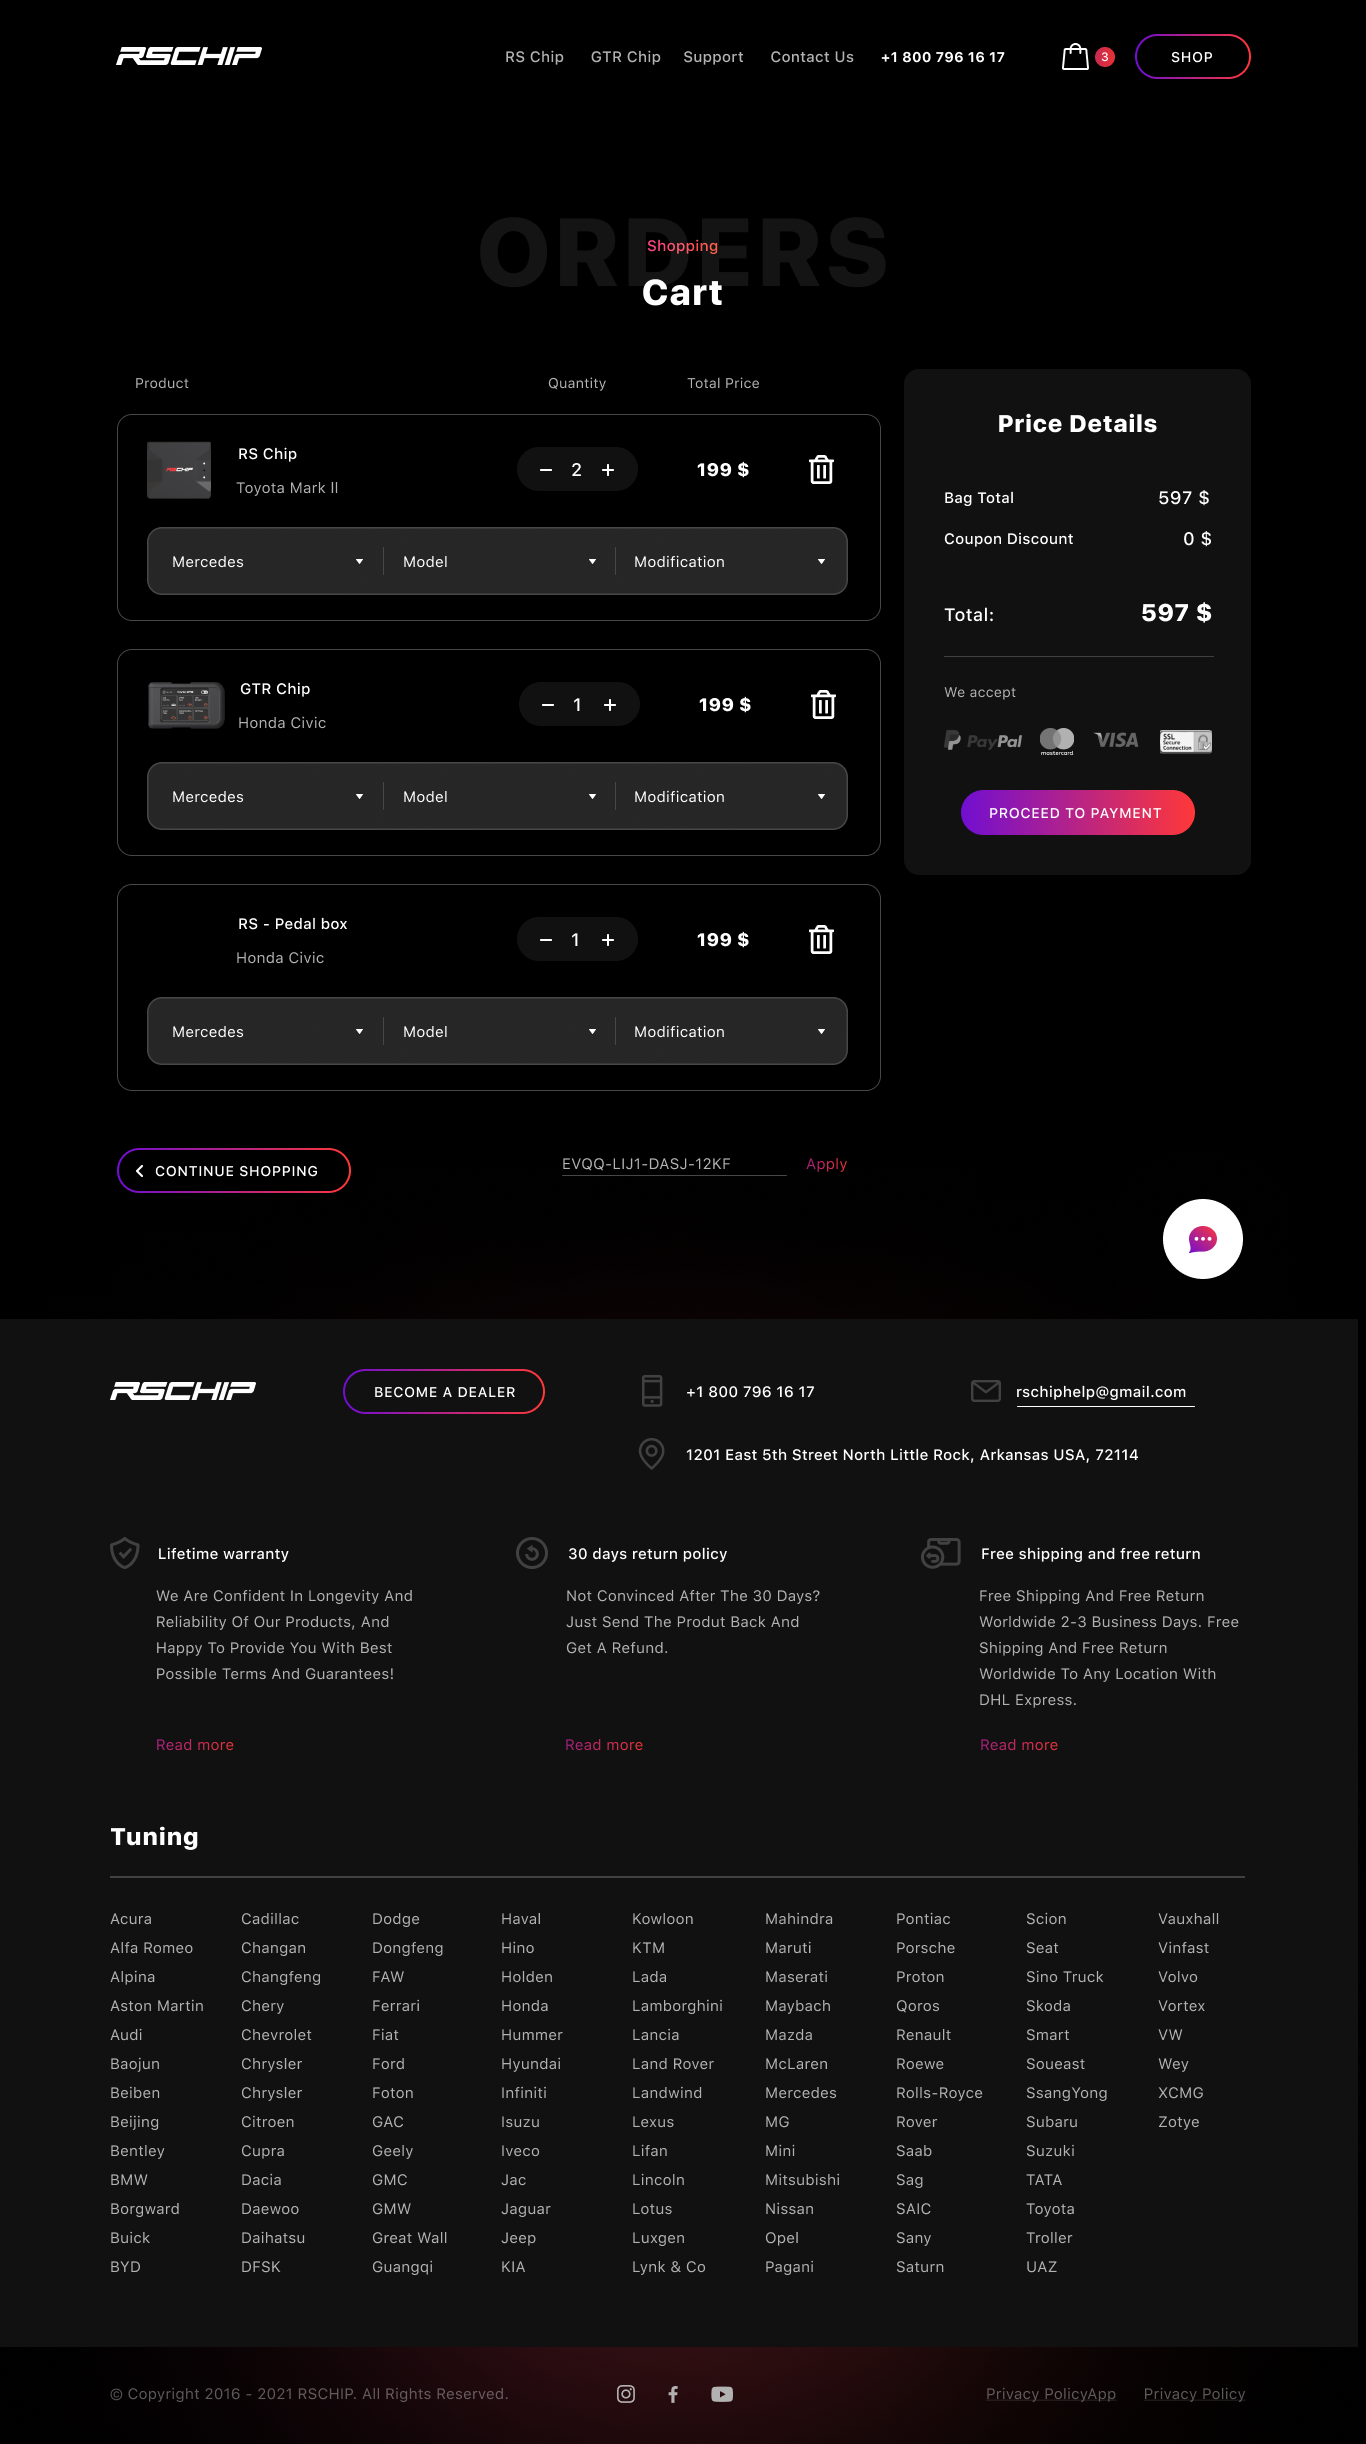 RSCHIP
RS Chip GTR Chip Support Contact Us +1 800 796 16 17 3 SHOP
ORDERS
Shopping
Cart
Product Quantity Total Price
RSCHIP
RS Chip
Toyota Mark II
2
199 $
Mercedes Model Modification
GTR Chip
Honda Civic
1
199 $
Mercedes Model Modification
RS - Pedal box
Honda Civic
1
199 $
Mercedes Model Modification
Price Details
Bag Total 597 $
Coupon Discount 0 $
Total: 597 $
We accept
PayPal mastercard VISA SSL Secure Connection
PROCEED TO PAYMENT
CONTINUE SHOPPING
EVQQ-LIJ1-DASJ-12KF Apply
RSCHIP
BECOME A DEALER
+1 800 796 16 17
rschiphelp@gmail.com
1201 East 5th Street North Little Rock, Arkansas USA, 72114
Lifetime warranty
We Are Confident In Longevity And
Reliability Of Our Products, And
Happy To Provide You With Best
Possible Terms And Guarantees!
Read more
30 days return policy
Not Convinced After The 30 Days?
Just Send The Produt Back And
Get A Refund.
Read more
Free shipping and free return
Free Shipping And Free Return
Worldwide 2-3 Business Days. Free
Shipping And Free Return
Worldwide To Any Location With
DHL Express.
Read more
Tuning
Acura
Alfa Romeo
Alpina
Aston Martin
Audi
Baojun
Beiben
Beijing
Bentley
BMW
Borgward
Buick
BYD
Cadillac
Changan
Changfeng
Chery
Chevrolet
Chrysler
Chrysler
Citroen
Cupra
Dacia
Daewoo
Daihatsu
DFSK
Dodge
Dongfeng
FAW
Ferrari
Fiat
Ford
Foton
GAC
Geely
GMC
GMW
Great Wall
Guangqi
Haval
Hino
Holden
Honda
Hummer
Hyundai
Infiniti
Isuzu
Iveco
Jac
Jaguar
Jeep
KIA
Kowloon
KTM
Lada
Lamborghini
Lancia
Land Rover
Landwind
Lexus
Lifan
Lincoln
Lotus
Luxgen
Lynk & Co
Mahindra
Maruti
Maserati
Maybach
Mazda
McLaren
Mercedes
MG
Mini
Mitsubishi
Nissan
Opel
Pagani
Pontiac
Porsche
Proton
Qoros
Renault
Roewe
Rolls-Royce
Rover
Saab
Sag
SAIC
Sany
Saturn
Scion
Seat
Sino Truck
Skoda
Smart
Soueast
SsangYong
Subaru
Suzuki
TATA
Toyota
Troller
UAZ
Vauxhall
Vinfast
Volvo
Vortex
VW
Wey
XCMG
Zotye
© Copyright 2016 - 2021 RSCHIP. All Rights Reserved.
Privacy PolicyApp Privacy Policy